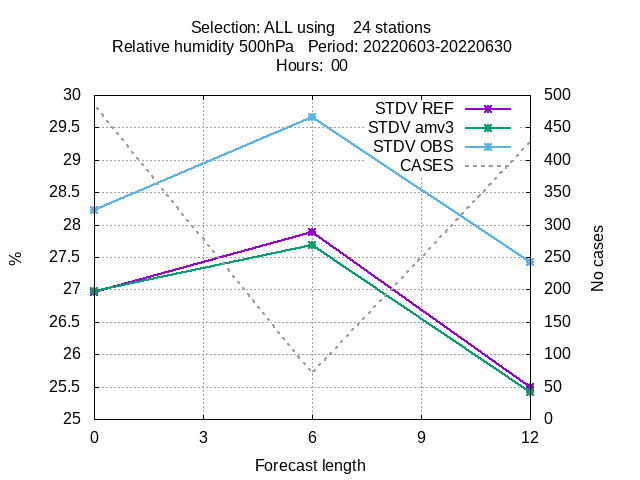 Selection: ALL using    24 stations
Relative humidity 500hPa   Period: 20220603-20220630
Hours:  00
STDV REF
STDV amv3
STDV OBS
CASES
30
29.5
29
28.5
28
27.5
27
26.5
26
25.5
25
%
500
450
400
350
300
250
200
150
100
50
0
No cases
0 3 6 9 12
Forecast length